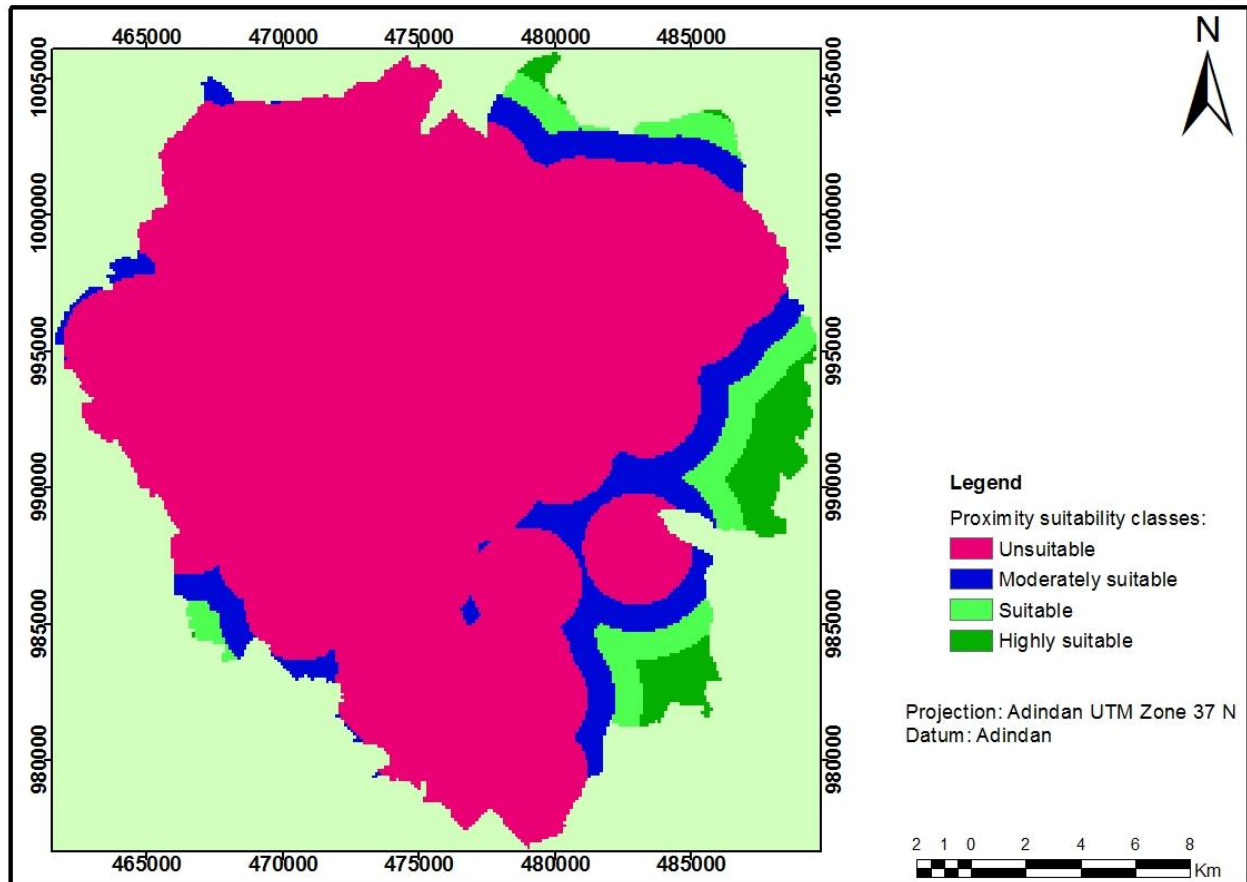 465000 470000 475000 480000 485000
N
1005000 1005000
1000000 1000000
995000 995000
990000 990000
985000 985000
980000 980000
465000 470000 475000 480000 485000
Legend
Proximity suitability classes:
Unsuitable
Moderately suitable
Suitable
Highly suitable
Projection: Adindan UTM Zone 37 N
Datum: Adindan
2 1 0 2 4 6 8
Km